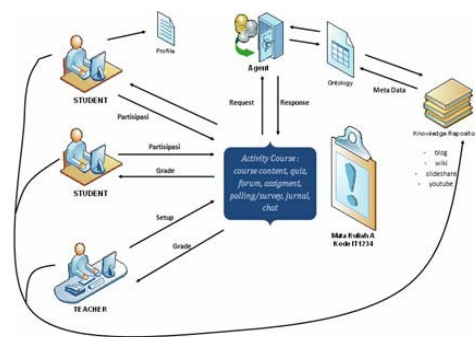 Profile
Agent
Ontology
Meta Data
STUDENT
Request
Response
Knowledge Reposito
- blog
- wiki
- slideshare
- youtube
Partisipasi
Partisipasi
Activity Course :
course content, quiz,
forum, assigment,
polling/survey, jurnal,
chat
Grade
STUDENT
Setup
Mata Kuliah A
Kode IT1234
Grade
TEACHER